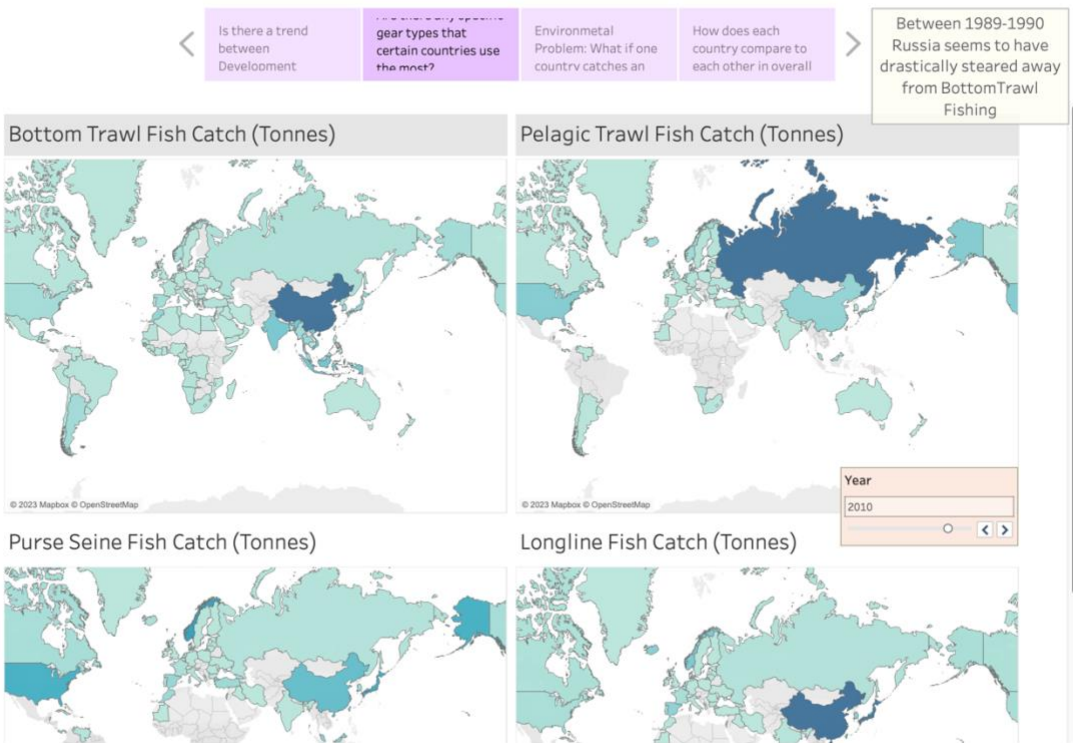 Is there a trend
between
Development
gear types that
certain countries use
the most?
Environmetal
Problem: What if one
country catches an
How does each
country compare to
each other in overall
Between 1989-1990
Russia seems to have
drastically steared away
from BottomTrawl
Fishing
Bottom Trawl Fish Catch (Tonnes)
Pelagic Trawl Fish Catch (Tonnes)
© 2023 Mapbox © OpenStreetMap
© 2023 Mapbox © OpenStreetMap
Year
2010
Purse Seine Fish Catch (Tonnes)
Longline Fish Catch (Tonnes)